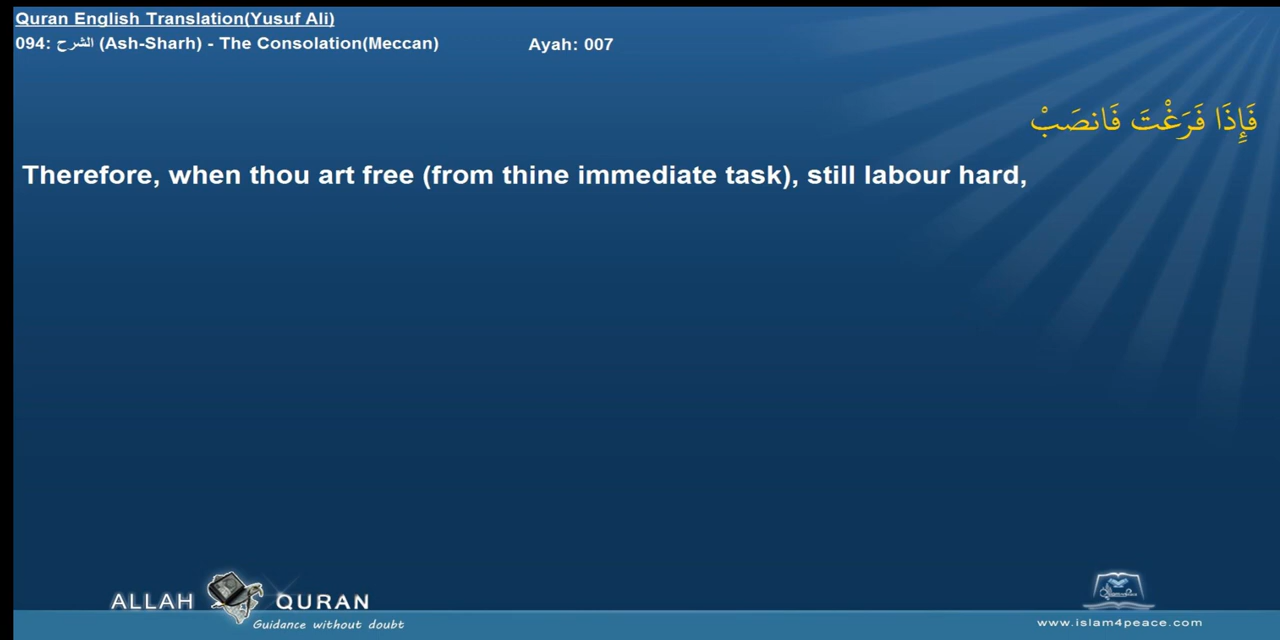 Quran English Translation(Yusuf Ali)
094: الشرح (Ash-Sharh) - The Consolation(Meccan) Ayah: 007
فَإِذَا فَرَغْتَ فَانصَبْ
Therefore, when thou art free (from thine immediate task), still labour hard,
ALLAH QURAN
Guidance without doubt
www.islam4peace.com